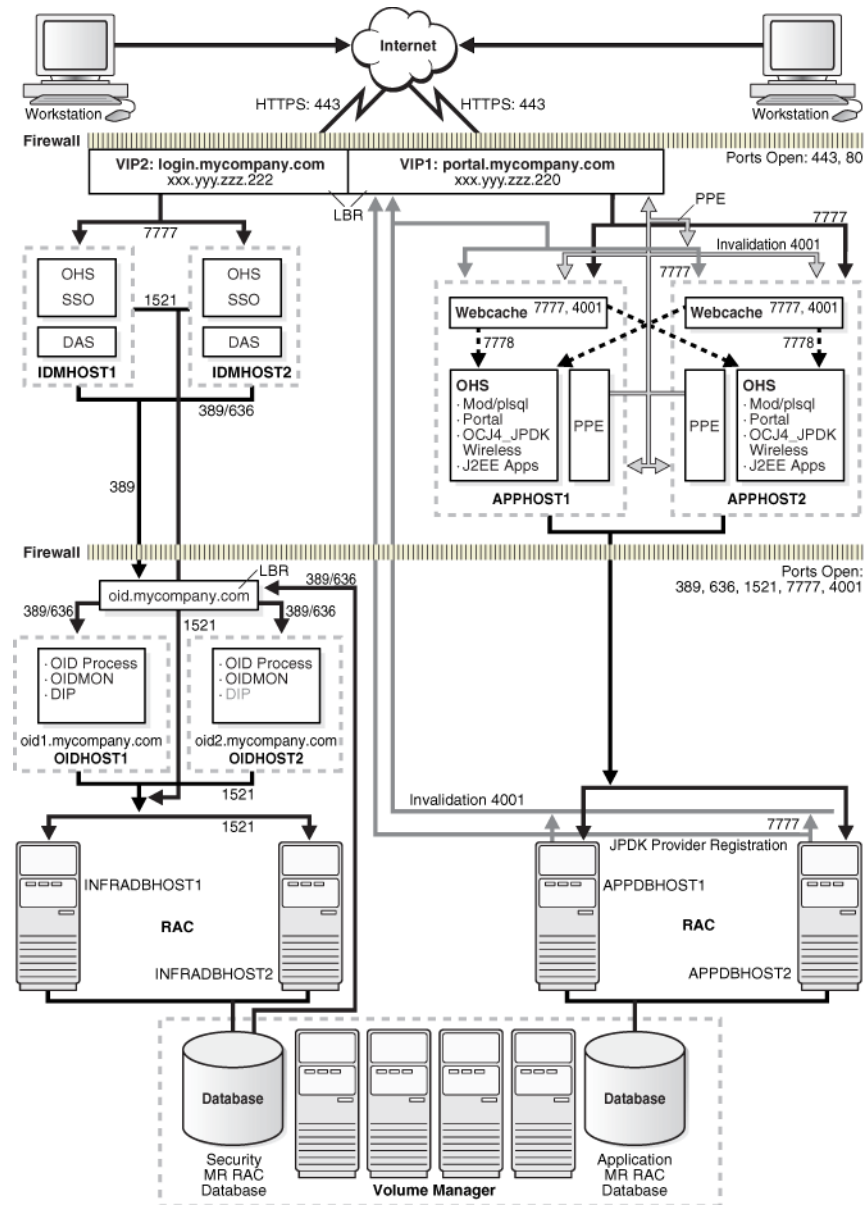 Internet
Workstation
HTTPS: 443
HTTPS: 443
Workstation
Firewall
Ports Open: 443, 80
VIP2: login.mycompany.com
xxx.yyy.zzz.222
VIP1: portal.mycompany.com
xxx.yyy.zzz.220
LBR
PPE
7777
7777
Invalidation 4001
7777
OHS
SSO
DAS
IDMHOST1
1521
OHS
SSO
DAS
IDMHOST2
389/636
Webcache 7777, 4001
Webcache 7777, 4001
7778
7778
OHS
· Mod/plsql
· Portal
· OCJ4_JPDK
Wireless
· J2EE Apps
PPE
APPHOST1
PPE
OHS
· Mod/plsql
· Portal
· OCJ4_JPDK
Wireless
· J2EE Apps
APPHOST2
389
Firewall
Ports Open:
389, 636, 1521, 7777, 4001
LBR
oid.mycompany.com
389/636
389/636
389/636
1521
· OID Process
· OIDMON
· DIP
oid1.mycompany.com
OIDHOST1
· OID Process
· OIDMON
· DIP
oid2.mycompany.com
OIDHOST2
1521
1521
Invalidation 4001
7777
JPDK Provider Registration
INFRADBHOST1
RAC
INFRADBHOST2
APPDBHOST1
RAC
APPDBHOST2
Database
Security
MR RAC
Database
Volume Manager
Database
Application
MR RAC
Database